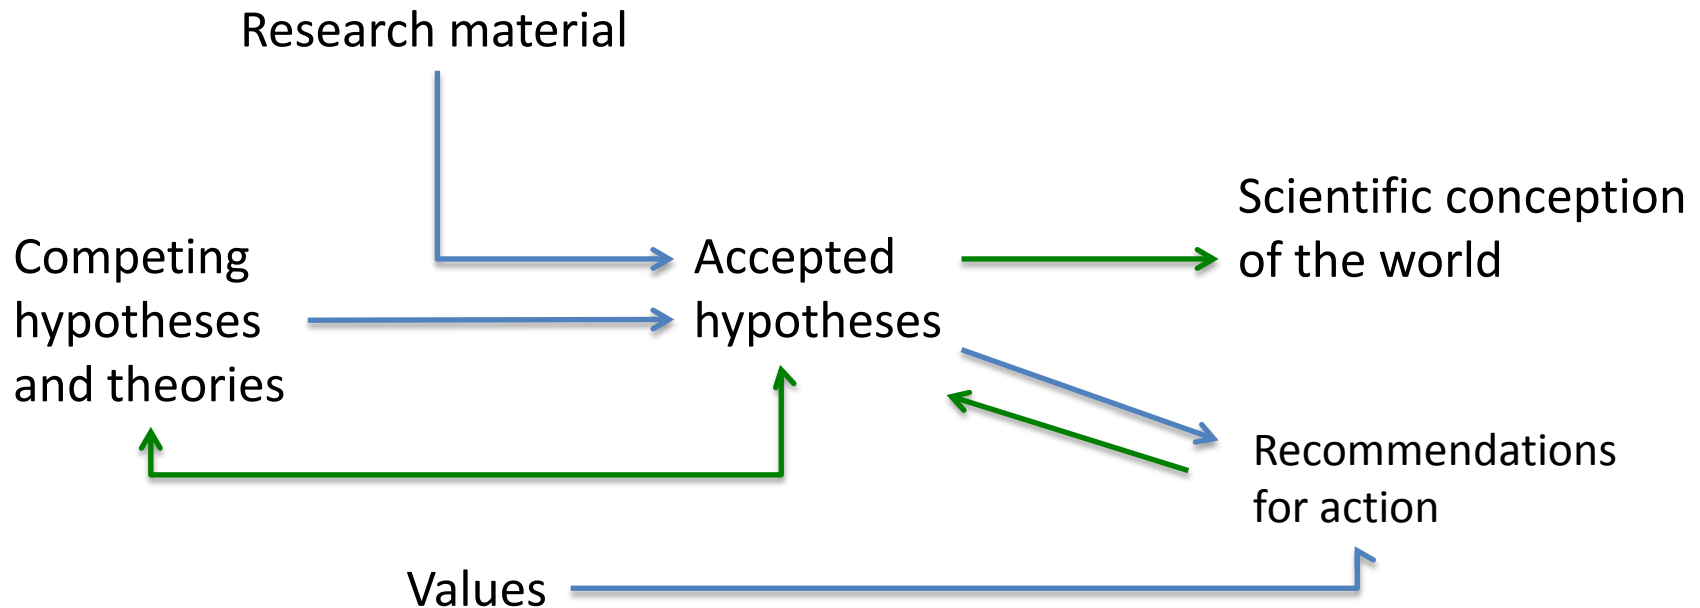 Research material
Competing
hypotheses
and theories
Accepted
hypotheses
Scientific conception
of the world
Recommendations
for action
Values